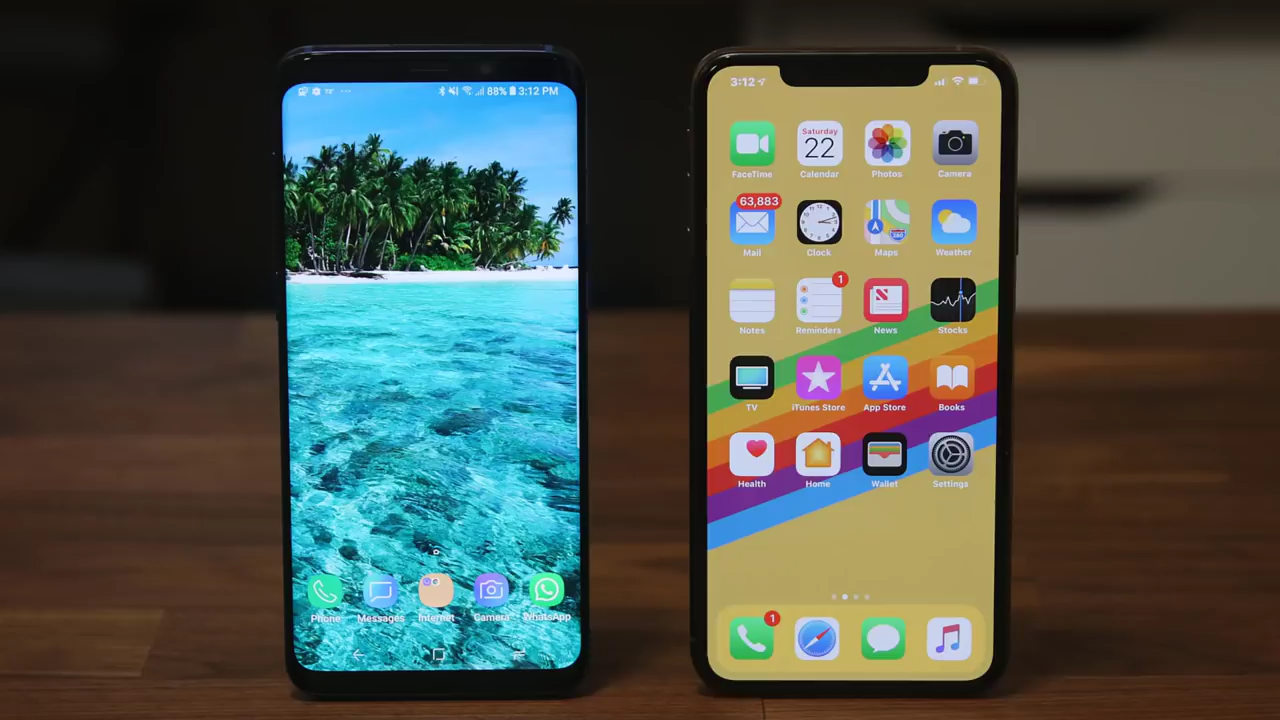 88% 3:12 PM
Phone Messages Internet Camera WhatsApp
3:12
Saturday
22
FaceTime Calendar Photos Camera
63,883
Mail Clock Maps Weather
1
Notes Reminders News Stocks
TV iTunes Store App Store Books
Health Home Wallet Settings
1